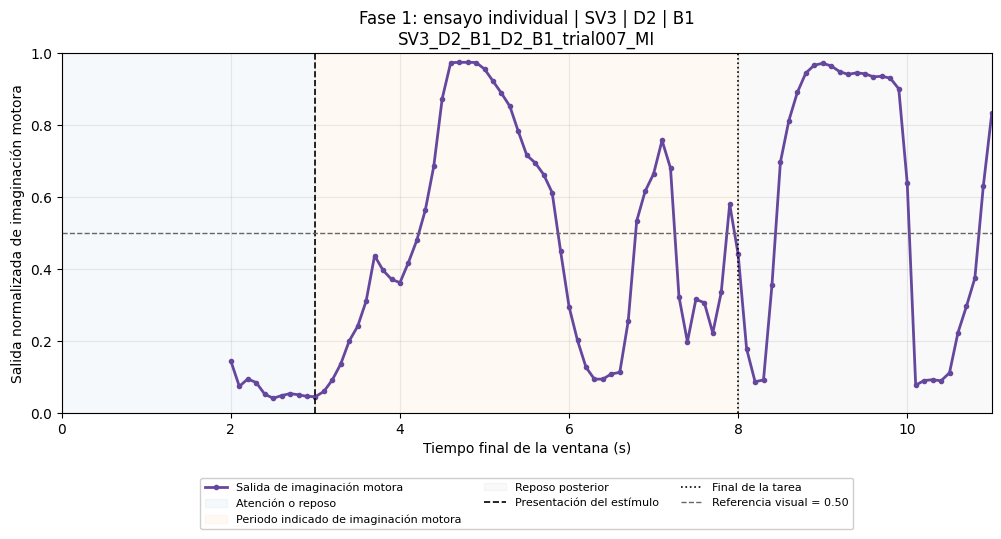 Fase 1: ensayo individual | SV3 | D2 | B1
SV3_D2_B1_D2_B1_trial007_MI
Salida normalizada de imaginación motora
1.0
0.8
0.6
0.4
0.2
0.0
0 2 4 6 8 10
Tiempo final de la ventana (s)
Salida de imaginación motora
Atención o reposo
Periodo indicado de imaginación motora
Reposo posterior
Presentación del estímulo
Final de la tarea
Referencia visual = 0.50